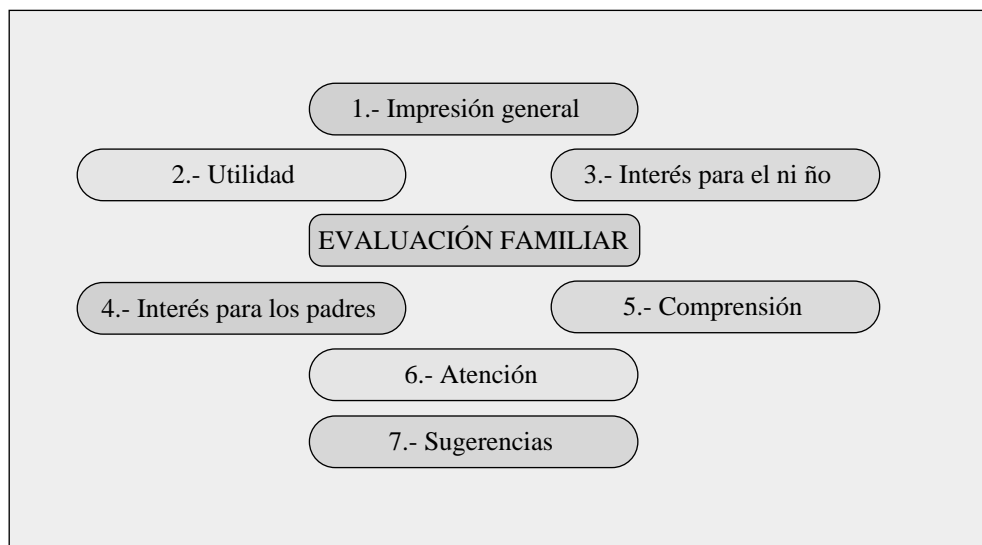 1.- Impresión general
2.- Utilidad
3.- Interés para el ni ño
EVALUACIÓN FAMILIAR
4.- Interés para los padres
5.- Comprensión
6.- Atención
7.- Sugerencias